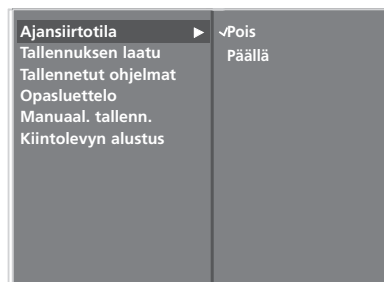 Ajansiirtotila
Tallennuksen laatu
Tallennetut ohjelmat
Opasluettelo
Manuaal. tallenn.
Kiintolevyn alustus
Pois
Päällä